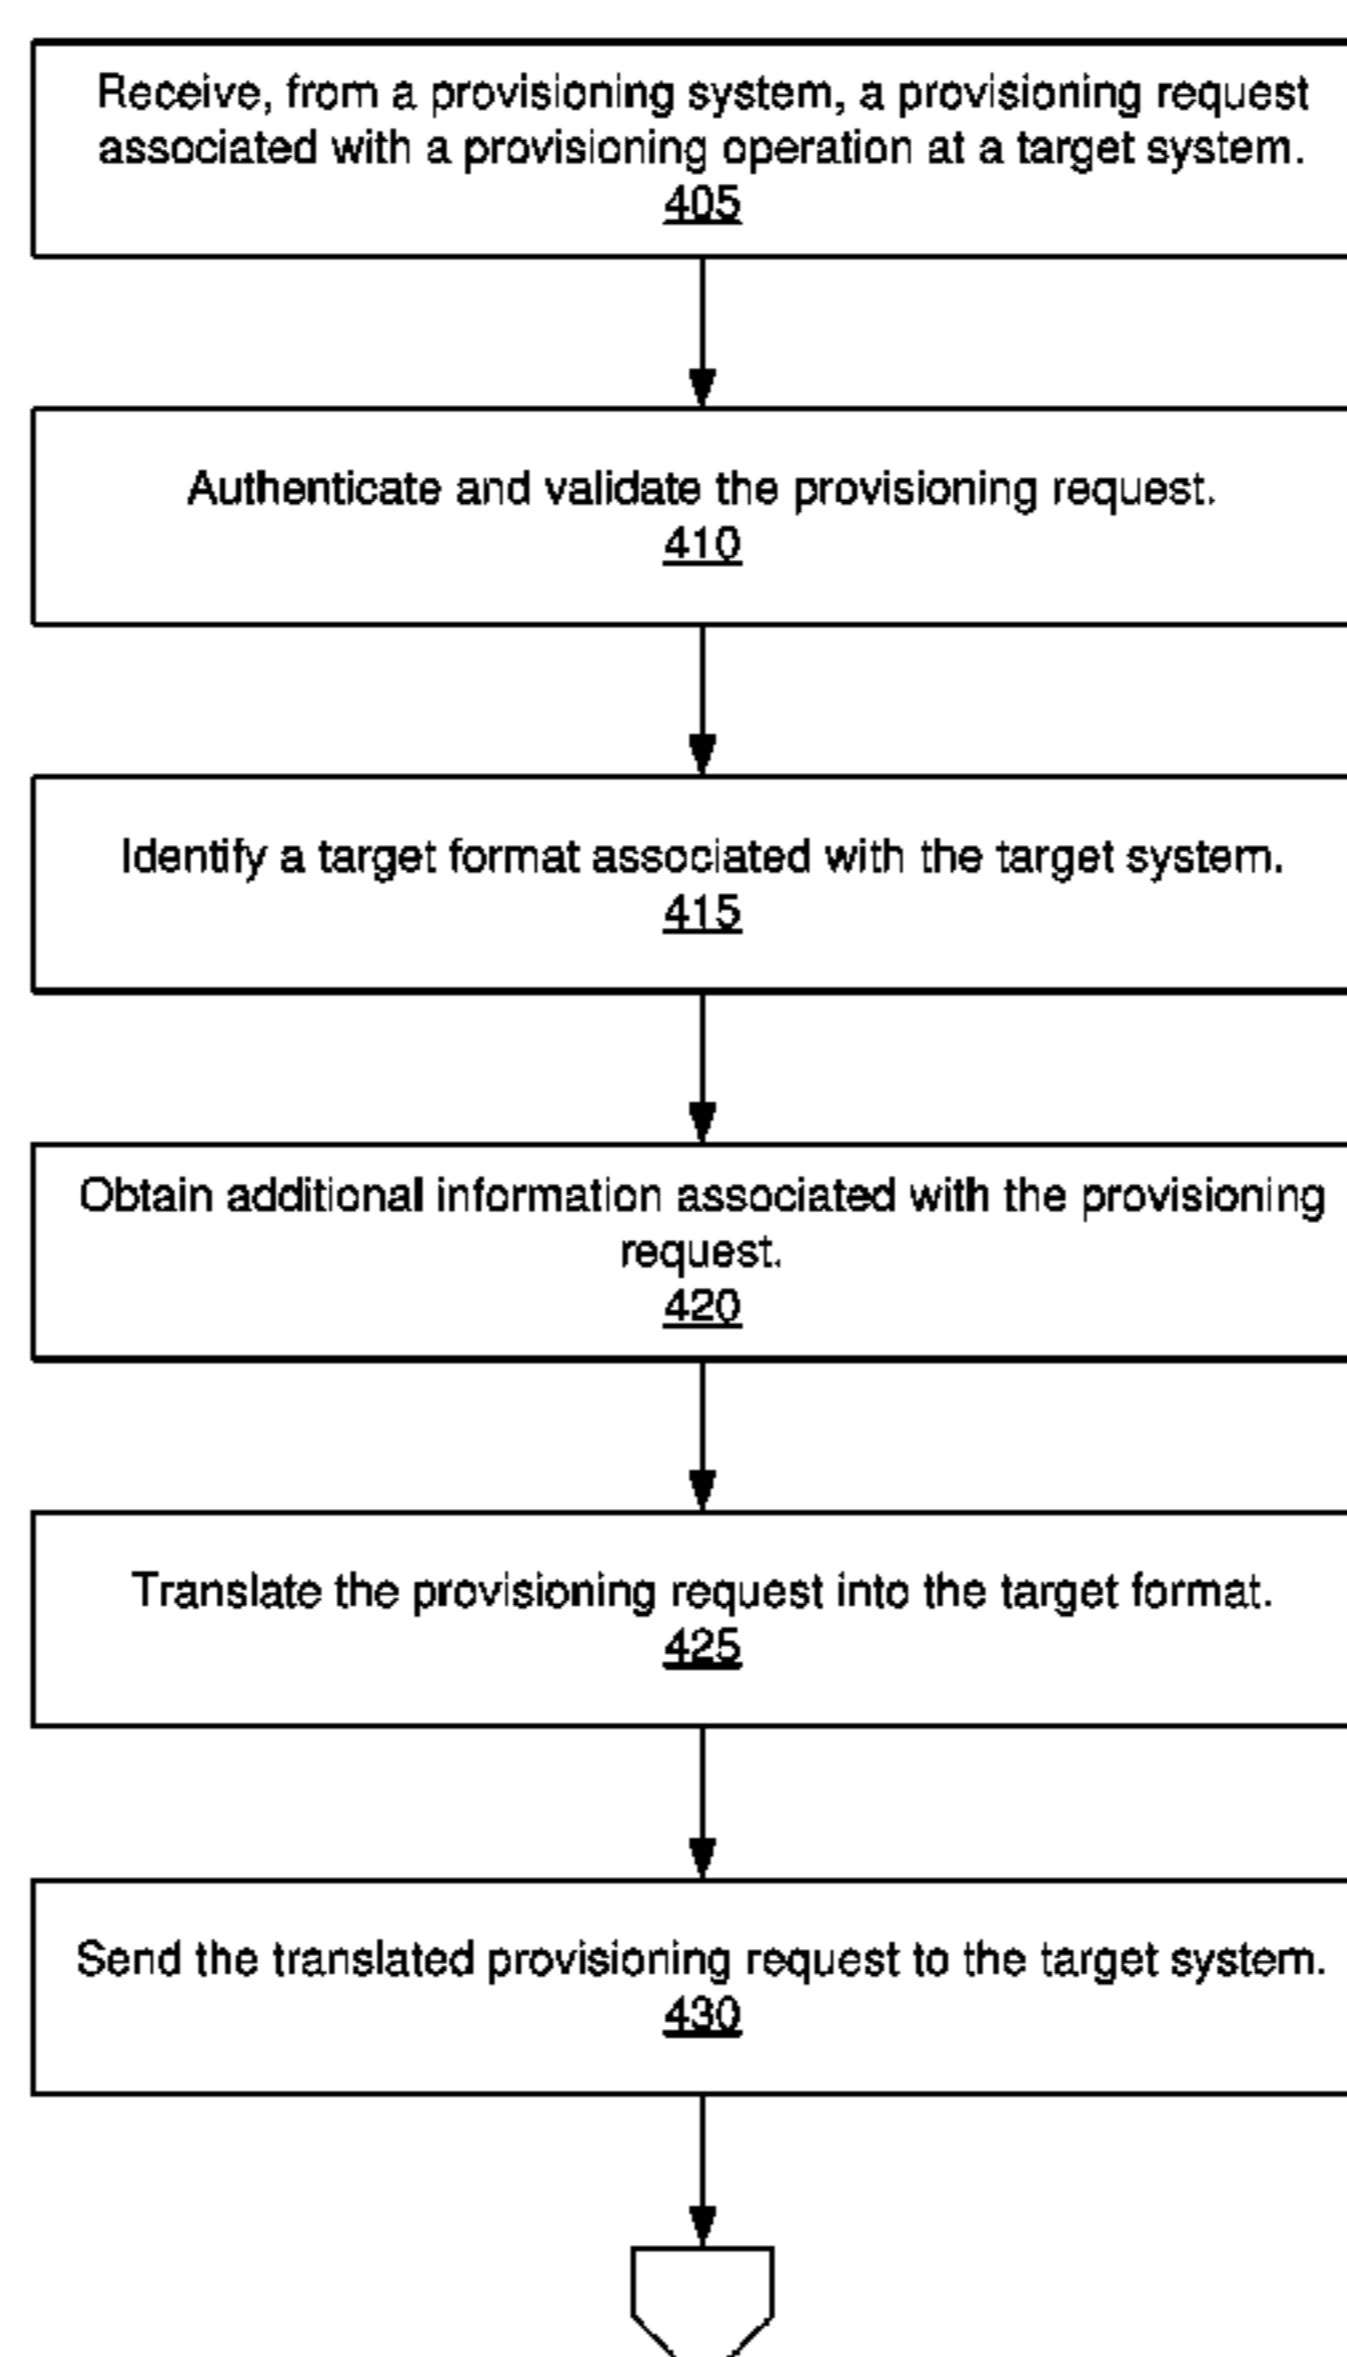 Receive, from a provisioning system, a provisioning request
associated with a provisioning operation at a target system.
405
Authenticate and validate the provisioning request.
410
Identify a target format associated with the target system.
415
Obtain additional information associated with the provisioning
request.
420
Translate the provisioning request into the target format.
425
Send the translated provisioning request to the target system.
430